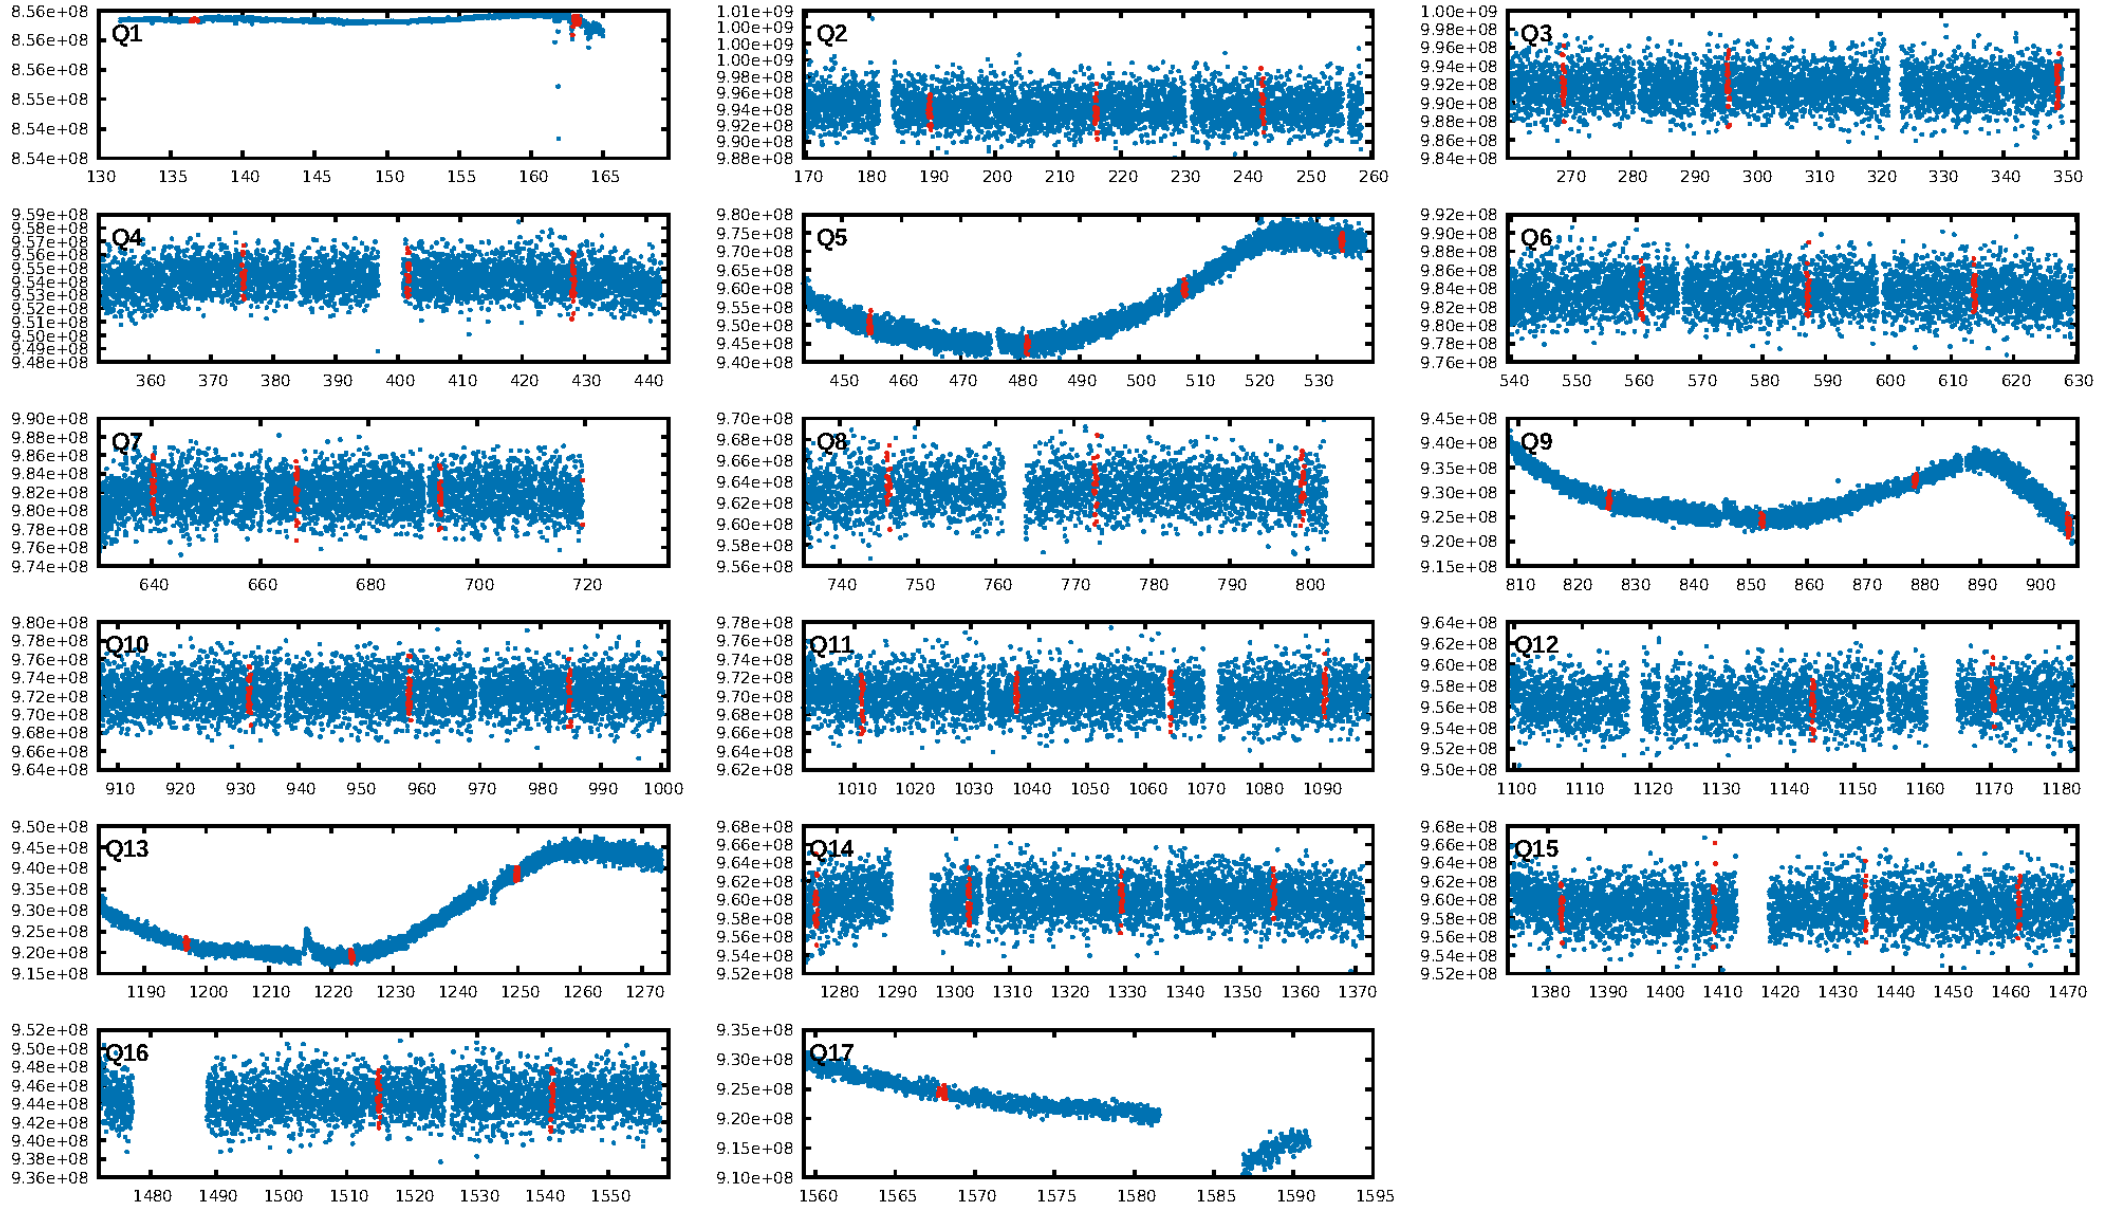 8.56e+08
8.56e+08
8.56e+08
8.55e+08
8.54e+08
8.54e+08
Q1
130 135 140 145 150 155 160 165
1.01e+09
1.00e+09
1.00e+09
1.00e+09
9.98e+08
9.96e+08
9.94e+08
9.92e+08
9.90e+08
9.88e+08
Q2
170 180 190 200 210 220 230 240 250 260
1.00e+09
9.98e+08
9.96e+08
9.94e+08
9.92e+08
9.90e+08
9.88e+08
9.86e+08
9.84e+08
Q3
270 280 290 300 310 320 330 340 350
9.59e+08
9.58e+08
9.57e+08
9.56e+08
9.55e+08
9.54e+08
9.53e+08
9.52e+08
9.51e+08
9.50e+08
9.49e+08
9.48e+08
Q4
360 370 380 390 400 410 420 430 440
9.80e+08
9.75e+08
9.70e+08
9.65e+08
9.60e+08
9.55e+08
9.50e+08
9.45e+08
9.40e+08
Q5
450 460 470 480 490 500 510 520 530
9.92e+08
9.90e+08
9.88e+08
9.86e+08
9.84e+08
9.82e+08
9.80e+08
9.78e+08
9.76e+08
Q6
540 550 560 570 580 590 600 610 620 630
9.90e+08
9.88e+08
9.86e+08
9.84e+08
9.82e+08
9.80e+08
9.78e+08
9.76e+08
9.74e+08
Q7
640 660 680 700 720
9.70e+08
9.68e+08
9.66e+08
9.64e+08
9.62e+08
9.60e+08
9.58e+08
9.56e+08
Q8
740 750 760 770 780 790 800
9.45e+08
9.40e+08
9.35e+08
9.30e+08
9.25e+08
9.20e+08
9.15e+08
Q9
810 820 830 840 850 860 870 880 890 900
9.80e+08
9.78e+08
9.76e+08
9.74e+08
9.72e+08
9.70e+08
9.68e+08
9.66e+08
9.64e+08
Q10
910 920 930 940 950 960 970 980 990 1000
9.78e+08
9.76e+08
9.74e+08
9.72e+08
9.70e+08
9.68e+08
9.66e+08
9.64e+08
9.62e+08
Q11
1010 1020 1030 1040 1050 1060 1070 1080 1090
9.64e+08
9.62e+08
9.60e+08
9.58e+08
9.56e+08
9.54e+08
9.52e+08
9.50e+08
Q12
1100 1110 1120 1130 1140 1150 1160 1170 1180
9.50e+08
9.45e+08
9.40e+08
9.35e+08
9.30e+08
9.25e+08
9.20e+08
9.15e+08
Q13
1190 1200 1210 1220 1230 1240 1250 1260 1270
9.68e+08
9.66e+08
9.64e+08
9.62e+08
9.60e+08
9.58e+08
9.56e+08
9.54e+08
9.52e+08
Q14
1280 1290 1300 1310 1320 1330 1340 1350 1360 1370
9.68e+08
9.66e+08
9.64e+08
9.62e+08
9.60e+08
9.58e+08
9.56e+08
9.54e+08
9.52e+08
Q15
1380 1390 1400 1410 1420 1430 1440 1450 1460 1470
9.52e+08
9.50e+08
9.48e+08
9.46e+08
9.44e+08
9.42e+08
9.40e+08
9.38e+08
9.36e+08
Q16
1480 1490 1500 1510 1520 1530 1540 1550
9.35e+08
9.30e+08
9.25e+08
9.20e+08
9.15e+08
9.10e+08
Q17
1560 1565 1570 1575 1580 1585 1590 1595